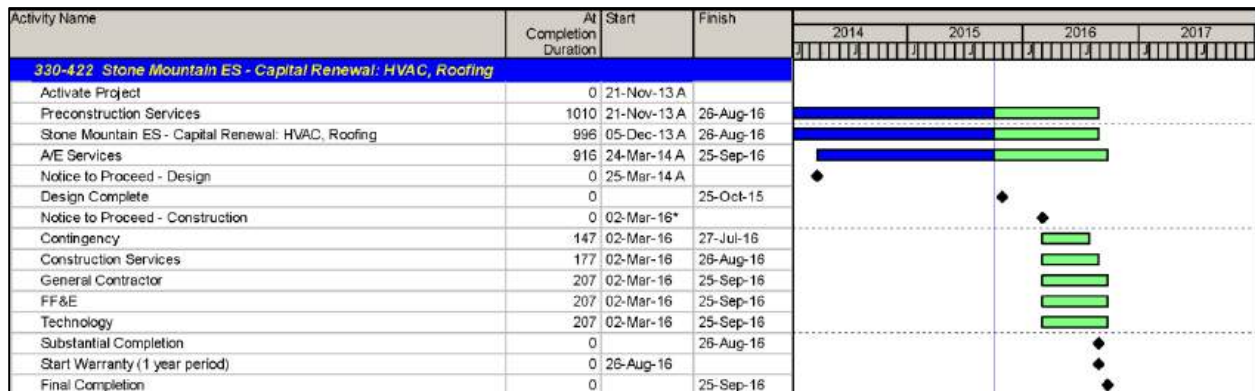 Activity Name At Completion Duration Start Finish
2014 2015 2016 2017
J J J J J J J
330-422 Stone Mountain ES - Capital Renewal: HVAC, Roofing
Activate Project 0 21-Nov-13 A
Preconstruction Services 1010 21-Nov-13 A 26-Aug-16
Stone Mountain ES - Capital Renewal: HVAC, Roofing 996 05-Dec-13 A 26-Aug-16
A/E Services 916 24-Mar-14 A 25-Sep-16
Notice to Proceed - Design 0 25-Mar-14 A
Design Complete 0 25-Oct-15
Notice to Proceed - Construction 0 02-Mar-16*
Contingency 147 02-Mar-16 27-Jul-16
Construction Services 177 02-Mar-16 26-Aug-16
General Contractor 207 02-Mar-16 25-Sep-16
FF&E 207 02-Mar-16 25-Sep-16
Technology 207 02-Mar-16 25-Sep-16
Substantial Completion 0 26-Aug-16
Start Warranty (1 year period) 0 26-Aug-16
Final Completion 0 25-Sep-16